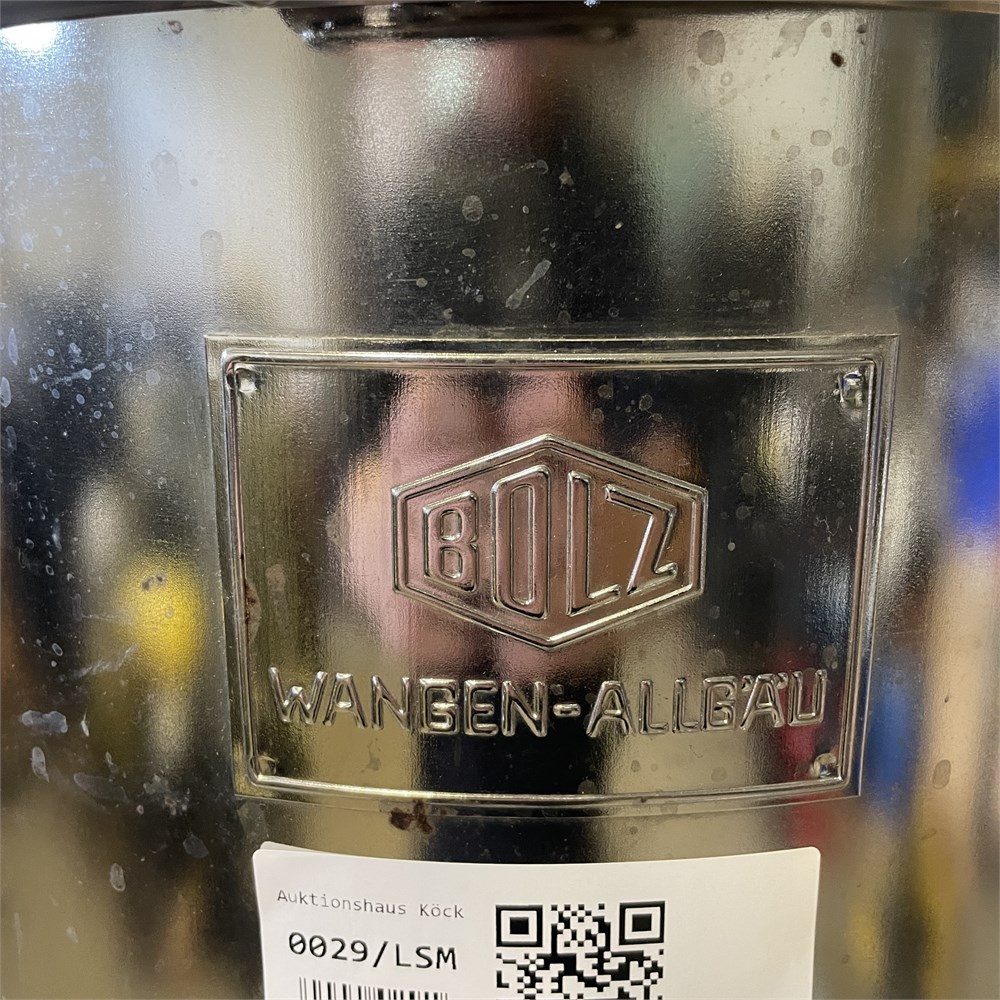 BOLZ
WANGEN-ALLGÄU
Auktionshaus Köck
0029/LSM